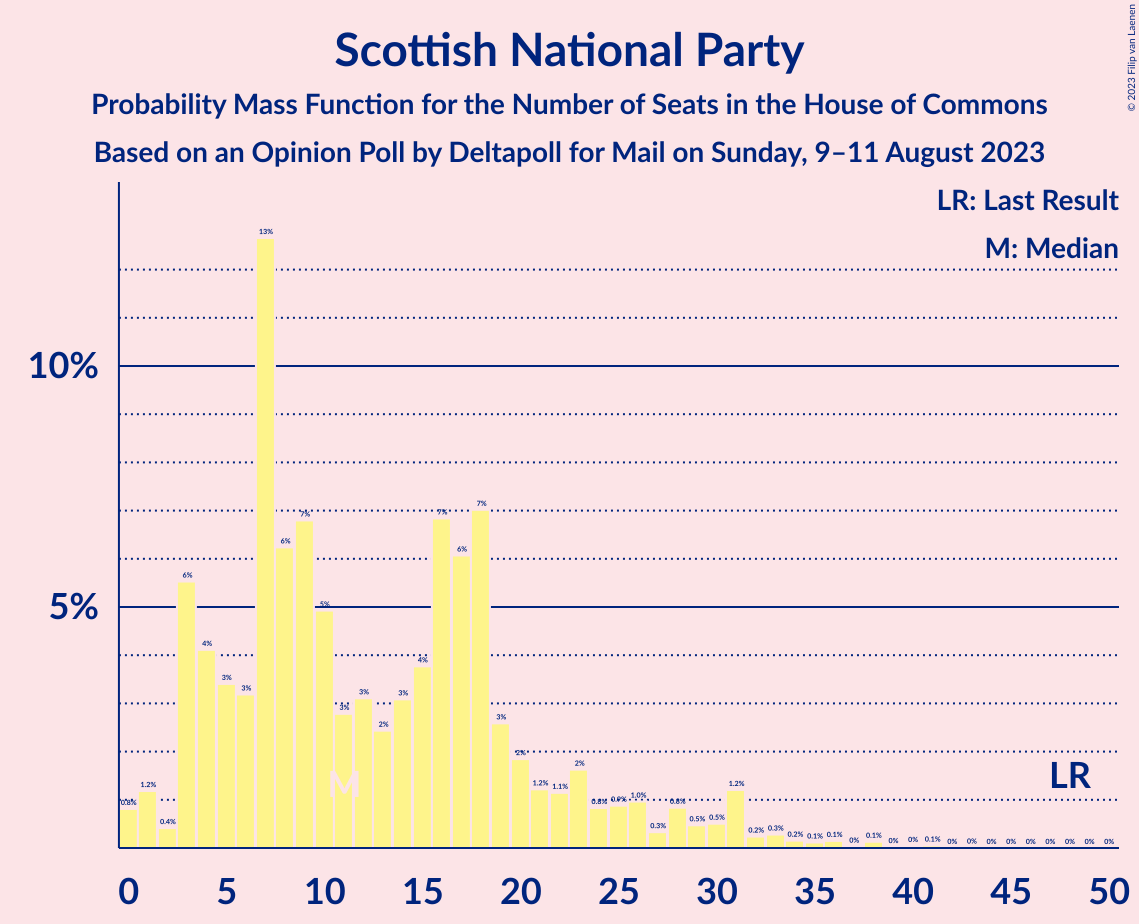 Scottish National Party
Probability Mass Function for the Number of Seats in the House of Commons
Based on an Opinion Poll by Deltapoll for Mail on Sunday, 9–11 August 2023
© 2023 Filip van Laenen
LR: Last Result
M: Median
10%
5%
0.8% 1.2% 0.4% 6% 4% 3% 3% 13% 6% 7% 5% 3% 3% 2% 3% 4% 7% 6% 7% 3% 2% 1.2% 1.1% 2% 0.8% 0.9% 1.0% 0.3% 0.8% 0.5% 0.5% 1.2% 0.2% 0.3% 0.2% 0.1% 0.1% 0% 0.1% 0% 0% 0.1% 0% 0% 0% 0% 0% 0% 0% 0% 0%
M
LR
0 5 10 15 20 25 30 35 40 45 50